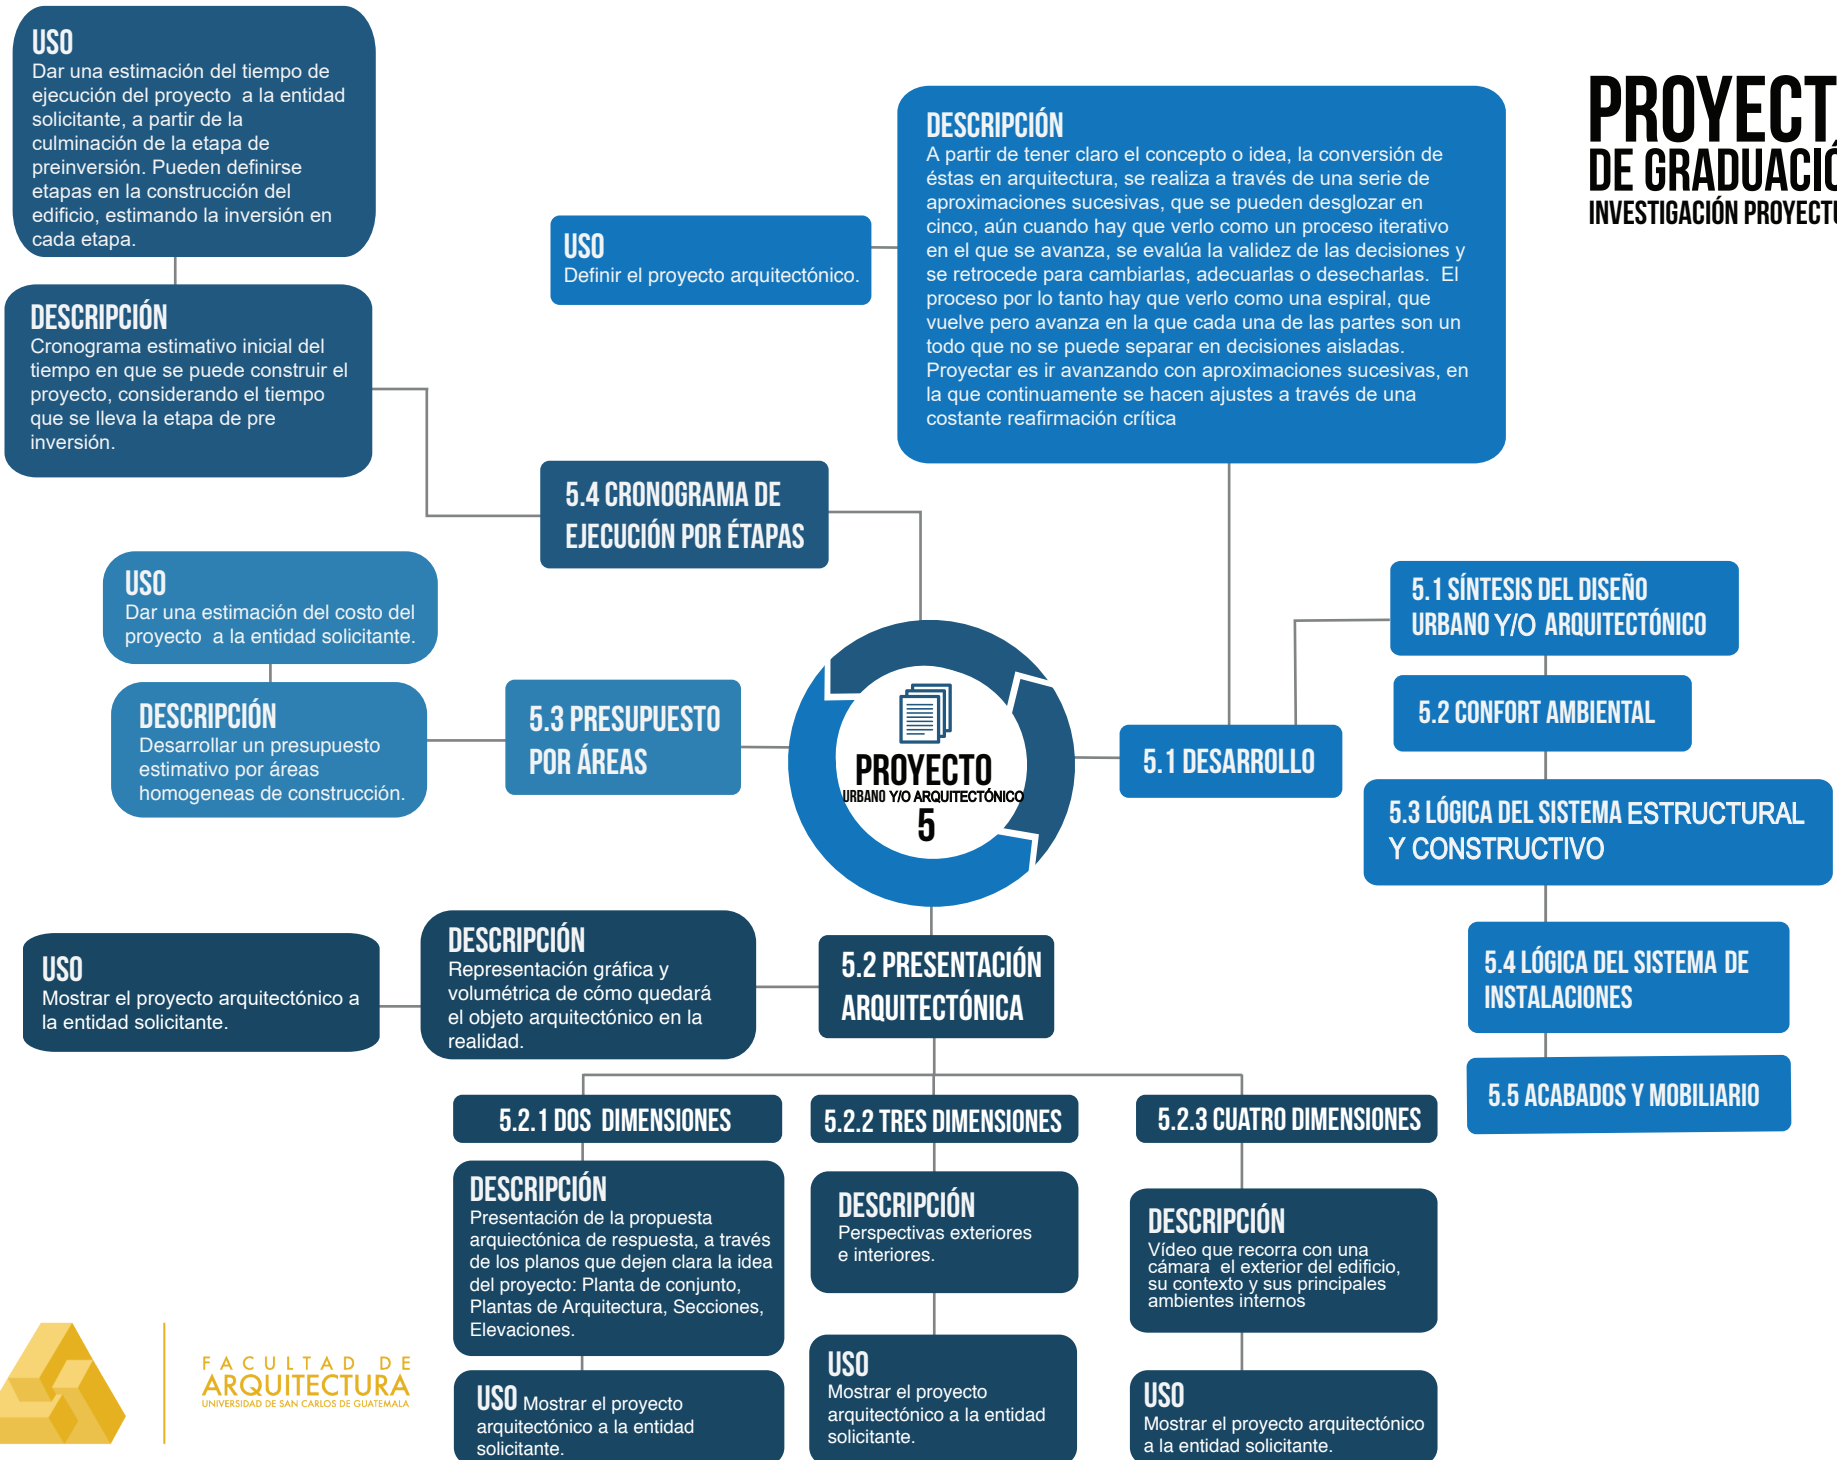 USO
Dar una estimación del tiempo de
ejecución del proyecto a la entidad
solicitante, a partir de la
culminación de la etapa de
preinversión. Pueden definirse
etapas en la construcción del
edificio, estimando la inversión en
cada etapa.
DESCRIPCIÓN
Cronograma estimativo inicial del
tiempo en que se puede construir el
proyecto, considerando el tiempo
que se lleva la etapa de pre
inversión.
5.4 CRONOGRAMA DE
EJECUCIÓN POR ÉTAPAS
USO
Definir el proyecto arquitectónico.
DESCRIPCIÓN
A partir de tener claro el concepto o idea, la conversión de
éstas en arquitectura, se realiza a través de una serie de
aproximaciones sucesivas, que se pueden desglozar en
cinco, aún cuando hay que verlo como un proceso iterativo
en el que se avanza, se evalúa la validez de las decisiones y
se retrocede para cambiarlas, adecuarlas o desecharlas. El
proceso por lo tanto hay que verlo como una espiral, que
vuelve pero avanza en la que cada una de las partes son un
todo que no se puede separar en decisiones aisladas.
Proyectar es ir avanzando con aproximaciones sucesivas, en
la que continuamente se hacen ajustes a través de una
costante reafirmación crítica
PROYECT
DE GRADUACIÓ
INVESTIGACIÓN PROYECTU
USO
Dar una estimación del costo del
proyecto a la entidad solicitante.
DESCRIPCIÓN
Desarrollar un presupuesto
estimativo por áreas
homogeneas de construcción.
5.3 PRESUPUESTO
POR ÁREAS
PROYECTO
URBANO Y/O ARQUITECTÓNICO
5
5.1 DESARROLLO
5.1 SÍNTESIS DEL DISEÑO
URBANO Y/O ARQUITECTÓNICO
5.2 CONFORT AMBIENTAL
5.3 LÓGICA DEL SISTEMA ESTRUCTURAL
Y CONSTRUCTIVO
5.4 LÓGICA DEL SISTEMA DE
INSTALACIONES
5.5 ACABADOS Y MOBILIARIO
USO
Mostrar el proyecto arquitectónico a
la entidad solicitante.
DESCRIPCIÓN
Representación gráfica y
volumétrica de cómo quedará
el objeto arquitectónico en la
realidad.
5.2 PRESENTACIÓN
ARQUITECTÓNICA
5.2.1 DOS DIMENSIONES
DESCRIPCIÓN
Presentación de la propuesta
arquiectónica de respuesta, a través
de los planos que dejen clara la idea
del proyecto: Planta de conjunto,
Plantas de Arquitectura, Secciones,
Elevaciones.
USO Mostrar el proyecto
arquitectónico a la entidad
solicitante.
5.2.2 TRES DIMENSIONES
DESCRIPCIÓN
Perspectivas exteriores
e interiores.
USO
Mostrar el proyecto
arquitectónico a la entidad
solicitante.
5.2.3 CUATRO DIMENSIONES
DESCRIPCIÓN
Vídeo que recorra con una
cámara el exterior del edificio,
su contexto y sus principales
ambientes internos
USO
Mostrar el proyecto arquitectónico
a la entidad solicitante.
FACULTAD DE
ARQUITECTURA
UNIVERSIDAD DE SAN CARLOS DE GUATEMALA